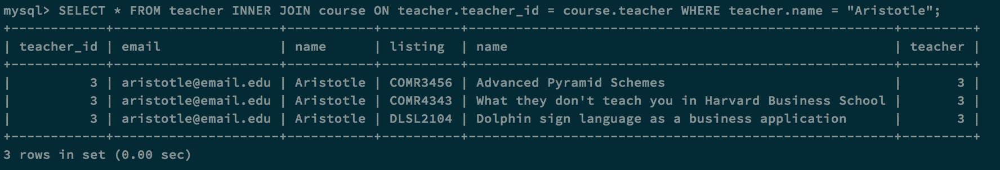 mysql> SELECT * FROM teacher INNER JOIN course ON teacher.teacher_id = course.teacher WHERE teacher.name = "Aristotle";
+------------+---------------------+-----------+----------+------------------------------------------------------+---------+
| teacher_id | email               | name      | listing  | name                                                 | teacher |
+------------+---------------------+-----------+----------+------------------------------------------------------+---------+
|          3 | aristotle@email.edu | Aristotle | COMR3456 | Advanced Pyramid Schemes                             |       3 |
|          3 | aristotle@email.edu | Aristotle | COMR4343 | What they don't teach you in Harvard Business School |       3 |
|          3 | aristotle@email.edu | Aristotle | DLSL2104 | Dolphin sign language as a business application      |       3 |
+------------+---------------------+-----------+----------+------------------------------------------------------+---------+
3 rows in set (0.00 sec)